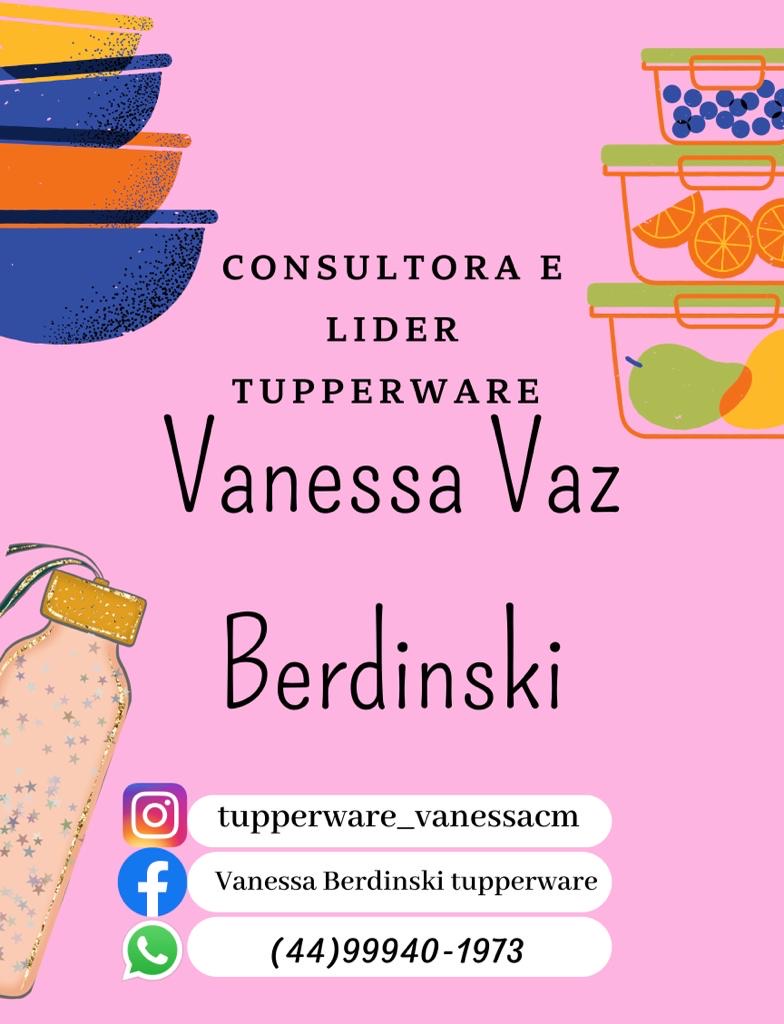 CONSULTORA E
LIDER
TUPPERWARE
Vanessa Vaz
Berdinski
tupperware_vanessacm
Vanessa Berdinski tupperware
(44)99940-1973